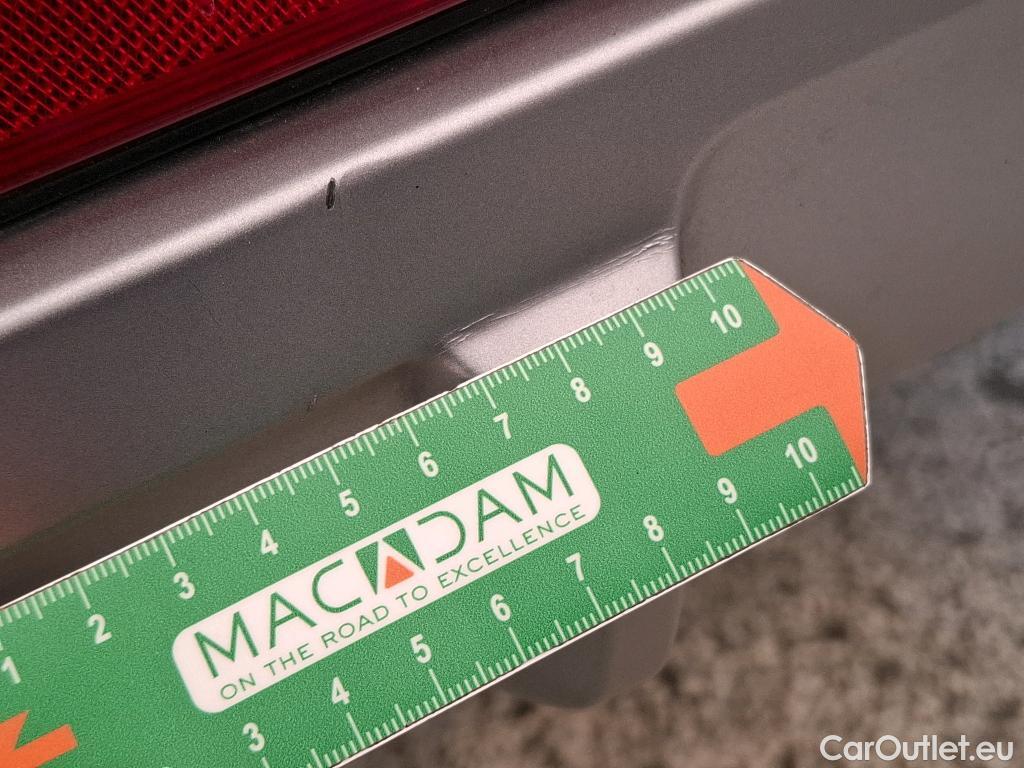 1 2 3 4 5 6 7 8 9 10
MACADAM
ON THE ROAD TO EXCELLENCE
3 4 5 6 7 8 9 10
CarOutlet.eu